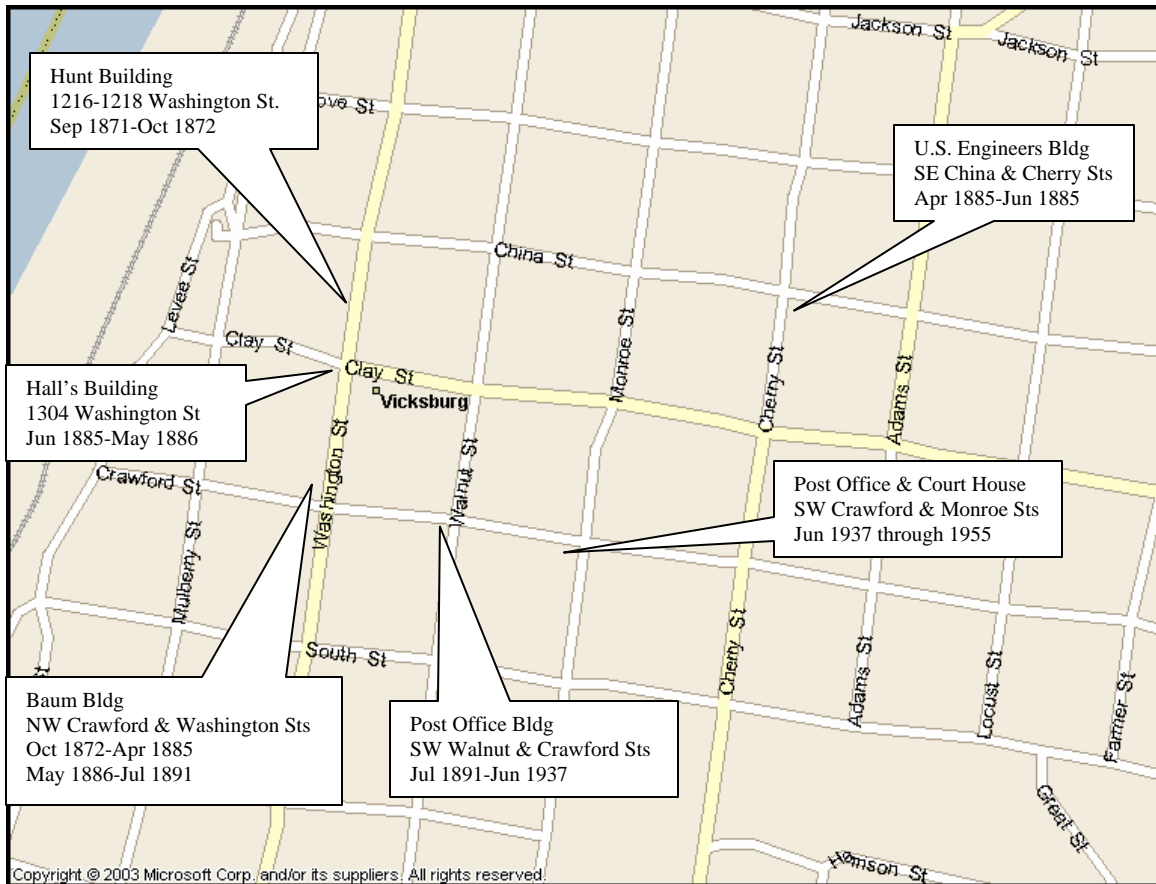 Jackson St
Jackson St
Hunt Building
1216-1218 Washington St.
Sep 1871-Oct 1872
ove St
U.S. Engineers Bldg
SE China & Cherry Sts
Apr 1885-Jun 1885
China St
Levee St
Clay St
Clay St
Vicksburg
Monroe St
Cherry St
Adams St
Hall's Building
1304 Washington St
Jun 1885-May 1886
Washington St
Walnut St
Crawford St
Mulberry St
Post Office & Court House
SW Crawford & Monroe Sts
Jun 1937 through 1955
South St
Cherry St
Adams St
Locust St
Farmer St
Baum Bldg
NW Crawford & Washington Sts
Oct 1872-Apr 1885
May 1886-Jul 1891
Post Office Bldg
SW Walnut & Crawford Sts
Jul 1891-Jun 1937
Great St
St
Copyright © 2003 Microsoft Corp. and/or its suppliers. All rights reserved.